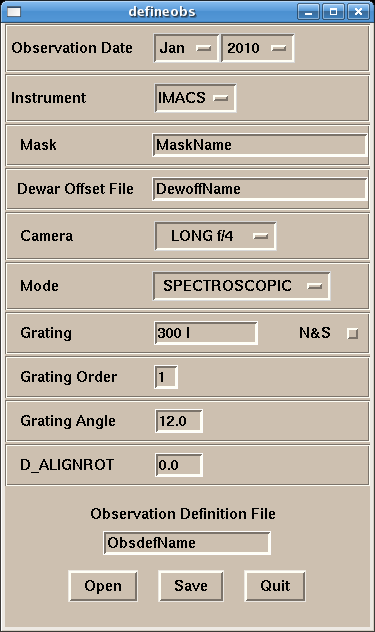 defineobs
Observation Date Jan 2010
Instrument IMACS
Mask MaskName
Dewar Offset File DewoffName
Camera LONG f/4
Mode SPECTROSCOPIC
Grating 300 l N&S
Grating Order 1
Grating Angle 12.0
D_ALIGNROT 0.0
Observation Definition File
ObsdefName
Open Save Quit